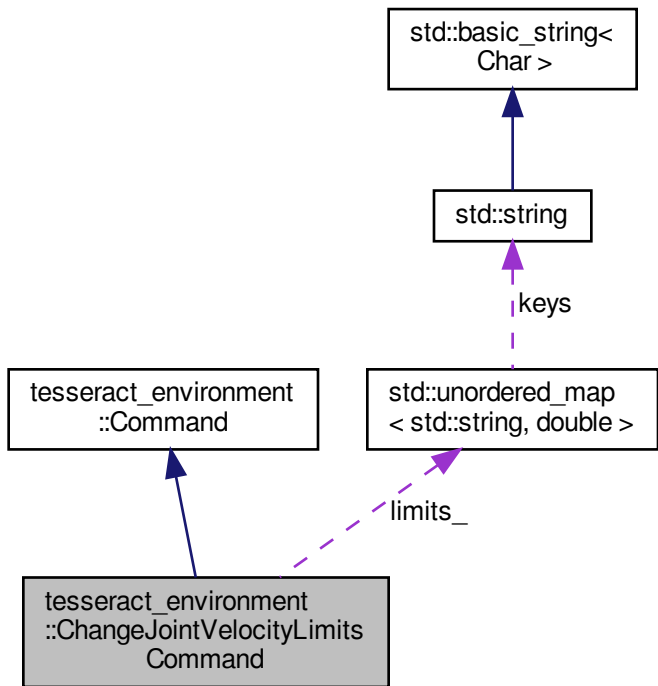 std::basic_string<
Char >
std::string
keys
tesseract_environment
::Command
std::unordered_map
< std::string, double >
limits_
tesseract_environment
::ChangeJointVelocityLimits
Command